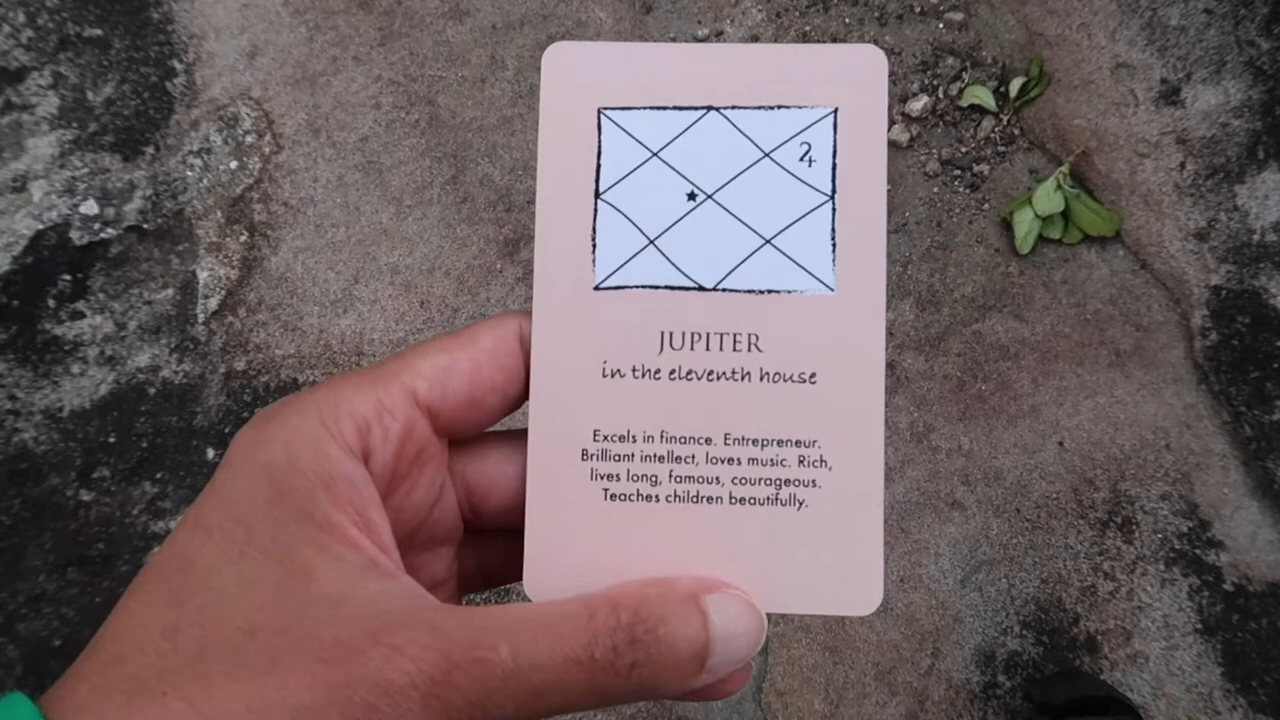 JUPITER
in the eleventh house
Excels in finance. Entrepreneur.
Brilliant intellect, loves music. Rich,
lives long, famous, courageous.
Teaches children beautifully.